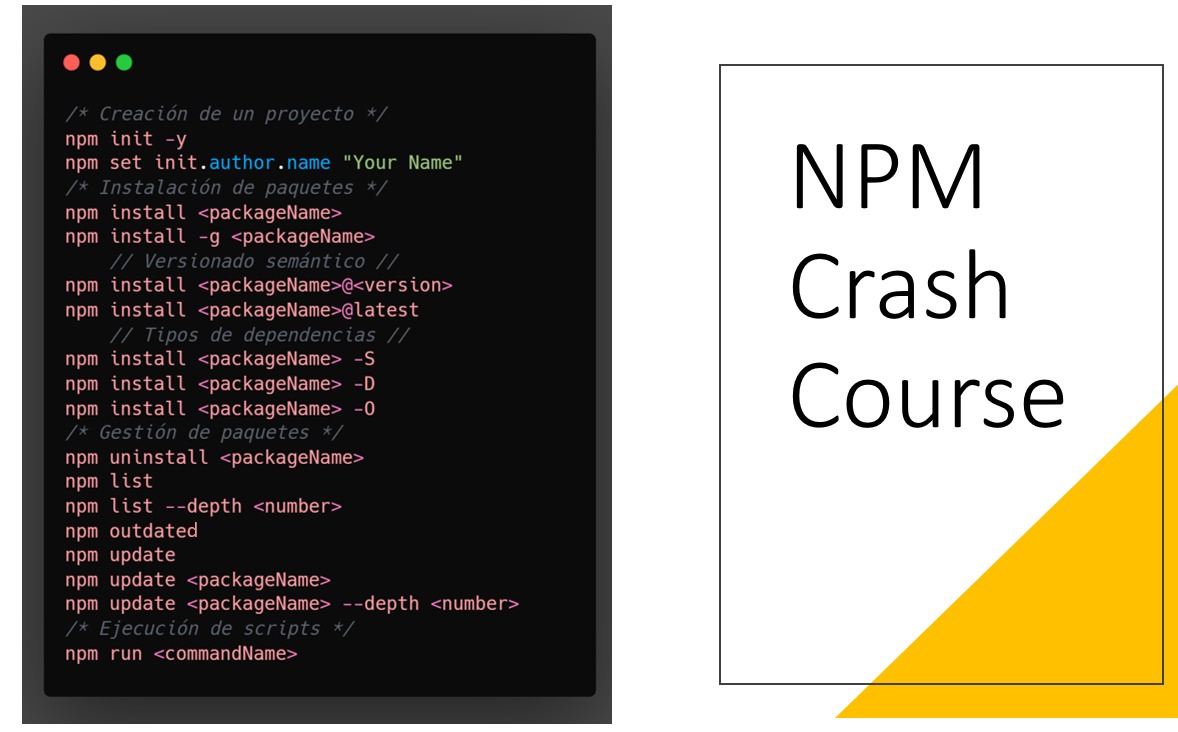 /* Creación de un proyecto */
npm init -y
npm set init.author.name "Your Name"
/* Instalación de paquetes */
npm install <packageName>
npm install -g <packageName>
// Versionado semántico //
npm install <packageName>@<version>
npm install <packageName>@latest
// Tipos de dependencias //
npm install <packageName> -S
npm install <packageName> -D
npm install <packageName> -O
/* Gestión de paquetes */
npm uninstall <packageName>
npm list
npm list --depth <number>
npm outdated
npm update
npm update <packageName>
npm update <packageName> --depth <number>
/* Ejecución de scripts */
npm run <commandName>
NPM
Crash
Course